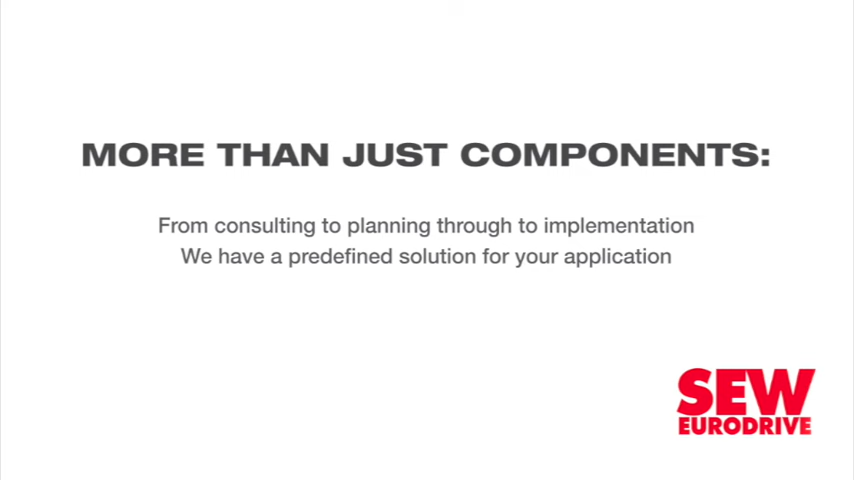 MORE THAN JUST COMPONENTS:
From consulting to planning through to implementation
We have a predefined solution for your application
SEW
EURODRIVE